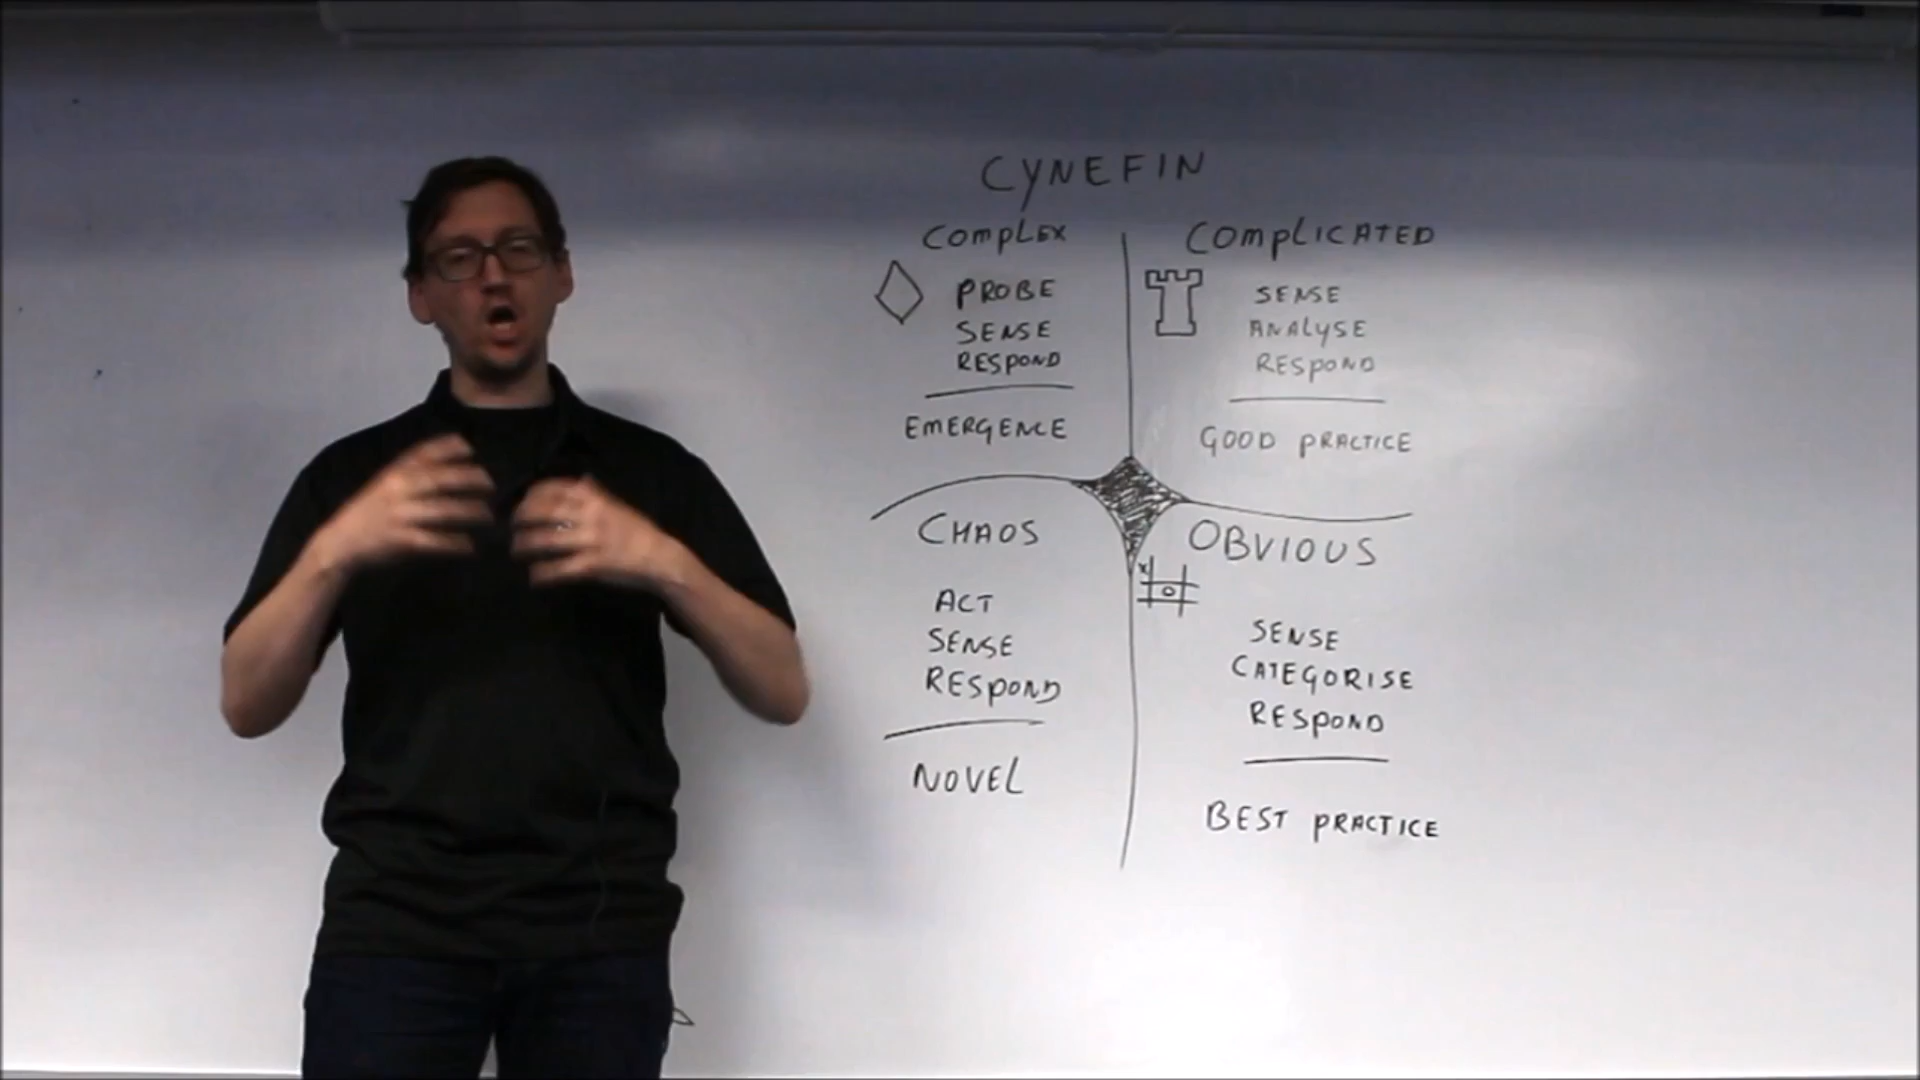 CYNEFIN
COMPLEX
PROBE
SENSE
RESPOND
EMERGENCE
COMPLICATED
SENSE
ANALYSE
RESPOND
GOOD PRACTICE
CHAOS
ACT
SENSE
RESPOND
NOVEL
OBVIOUS
X
O
SENSE
CATEGORISE
RESPOND
BEST PRACTICE